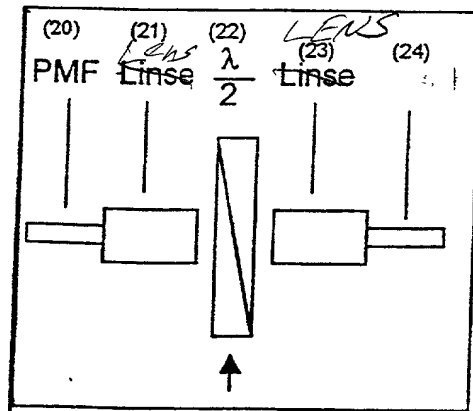 (20) (21) (22) LENS (23) (24)
PMF Lens Linse λ/2 Linse